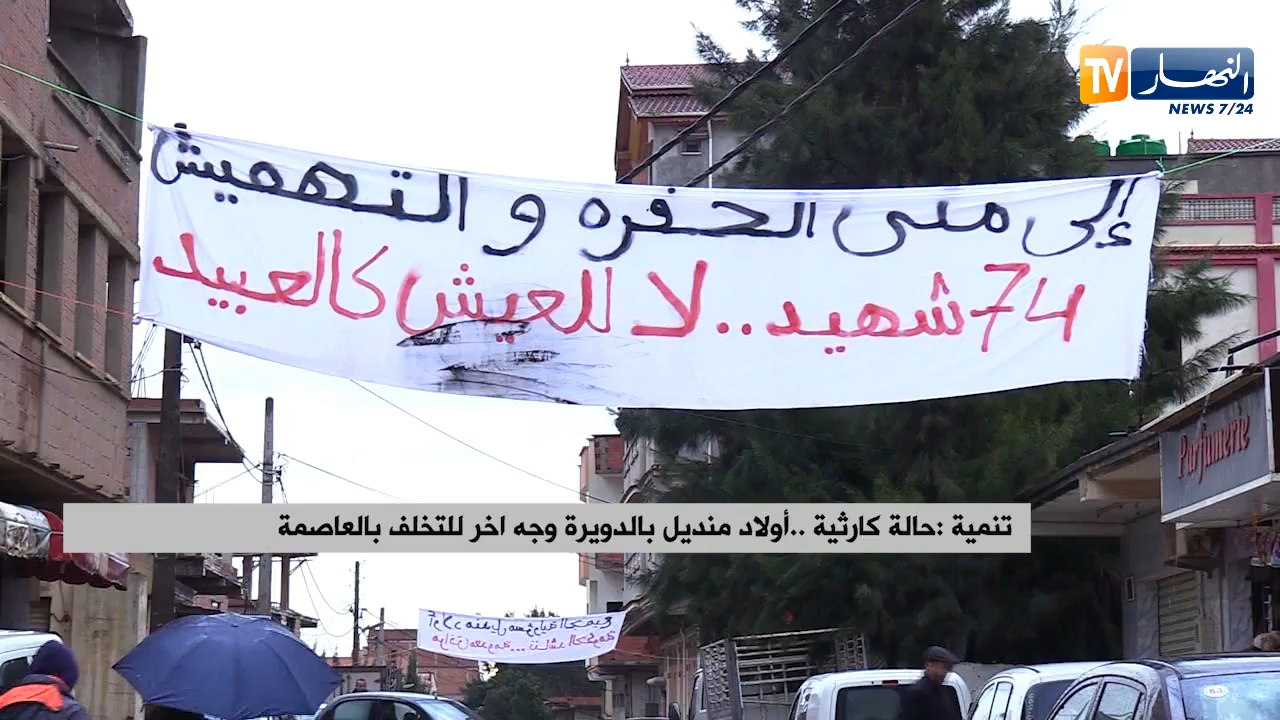 TV النهار
NEWS 7/24
إلى متى الحفره و التهميش
74 شهيد.. لا للعيش كالعبيد
Parfumerie
تنمية :حالة كارثية ..أولاد منديل بالدويرة وجه اخر للتخلف بالعاصمة